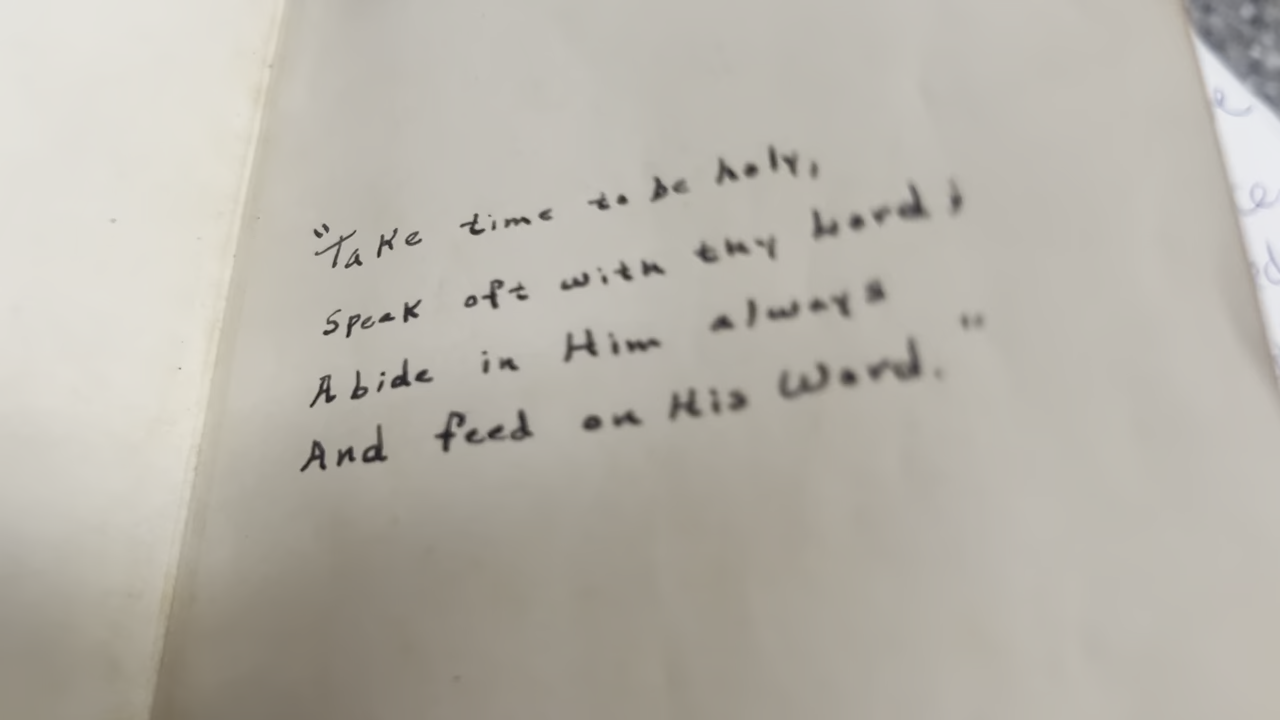 "Take time to be holy,
Speak oft with thy Lord;
Abide in Him always
And feed on His Word."